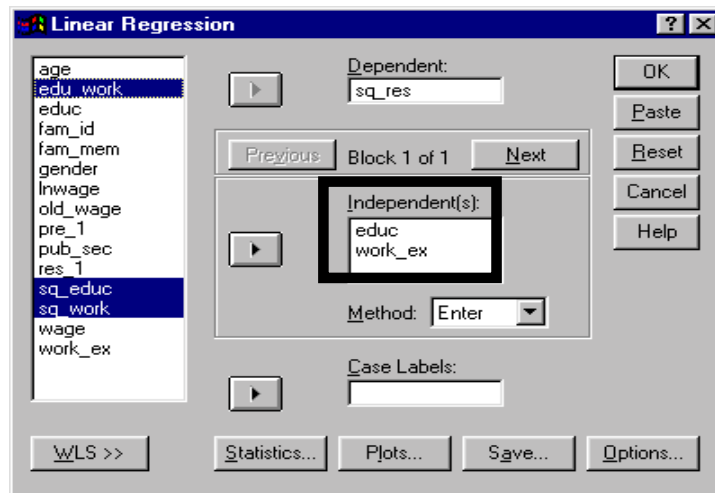 Linear Regression
age
edu_work
educ
fam_id
fam_mem
gender
lnwage
old_wage
pre_1
pub_sec
res_1
sq_educ
sq_work
wage
work_ex
Dependent:
sq_res
Previous Block 1 of 1 Next
Independent(s):
educ
work_ex
Method: Enter
Case Labels:
OK
Paste
Reset
Cancel
Help
WLS >> Statistics... Plots... Save... Options...